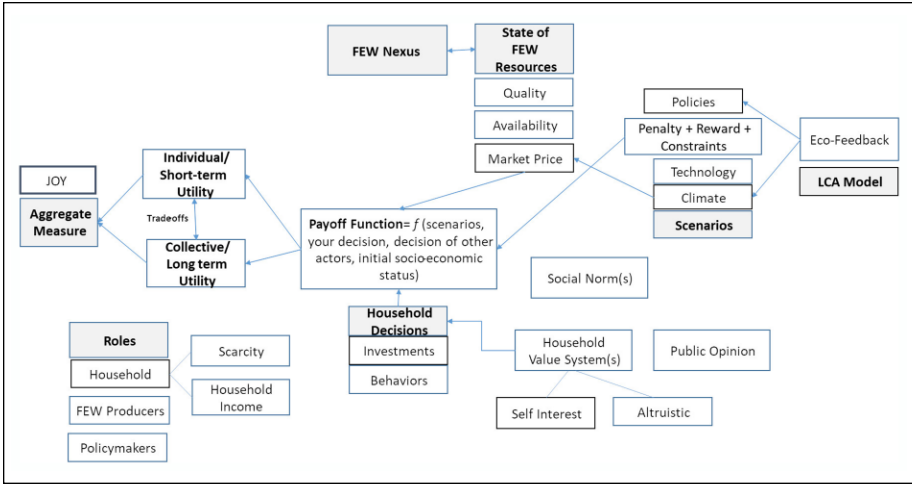 FEW Nexus
State of
FEW
Resources
Quality
Availability
Market Price
Policies
Penalty + Reward +
Constraints
Technology
Climate
Scenarios
Eco-Feedback
LCA Model
JOY
Aggregate
Measure
Individual/
Short-term
Utility
Tradeoffs
Collective/
Long term
Utility
Payoff Function= f (scenarios,
your decision, decision of other
actors, initial socio-economic
status)
Social Norm(s)
Household
Decisions
Investments
Behaviors
Household
Value System(s)
Public Opinion
Self Interest
Altruistic
Roles
Household
FEW Producers
Policymakers
Scarcity
Household
Income